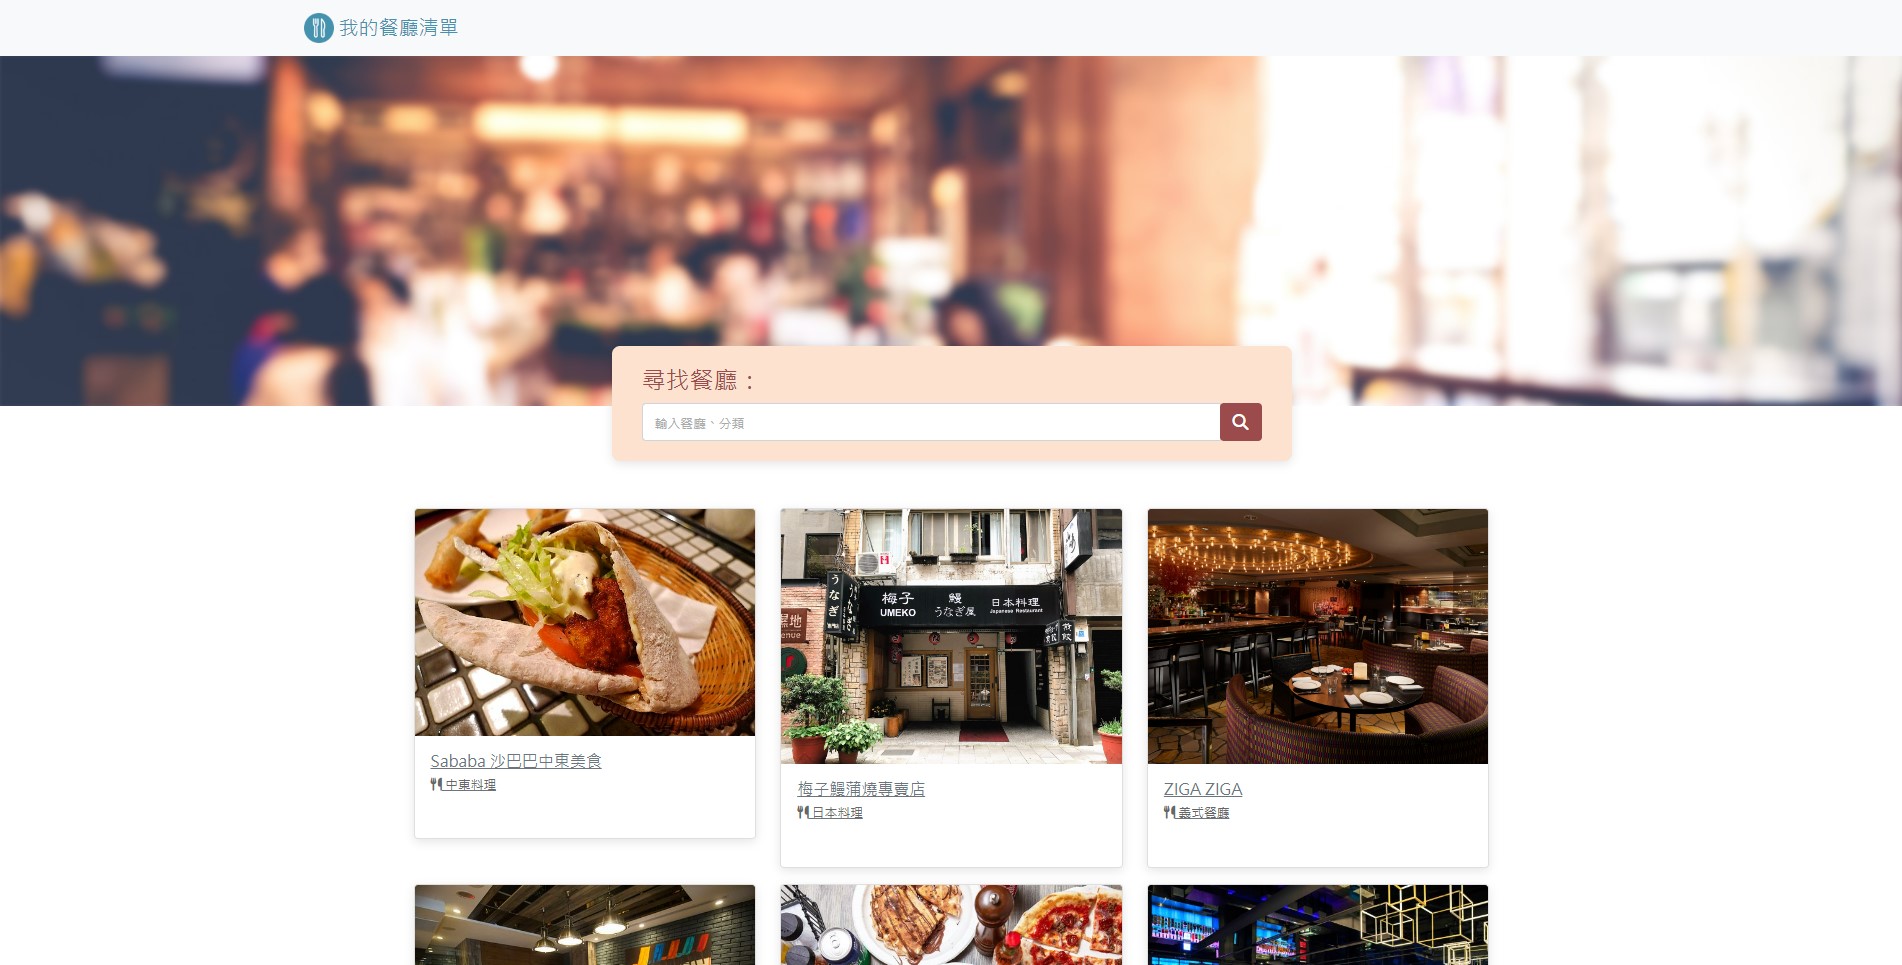 我的餐廳清單
尋找餐廳：
輸入餐廳、分類
梅子 鰻 日本料理
UMEKO うなぎ屋 Japanese Restaurant
うなぎ
Sababa 沙巴巴中東美食
中東料理
梅子鰻蒲燒專賣店
日本料理
ZIGA ZIGA
義式餐廳